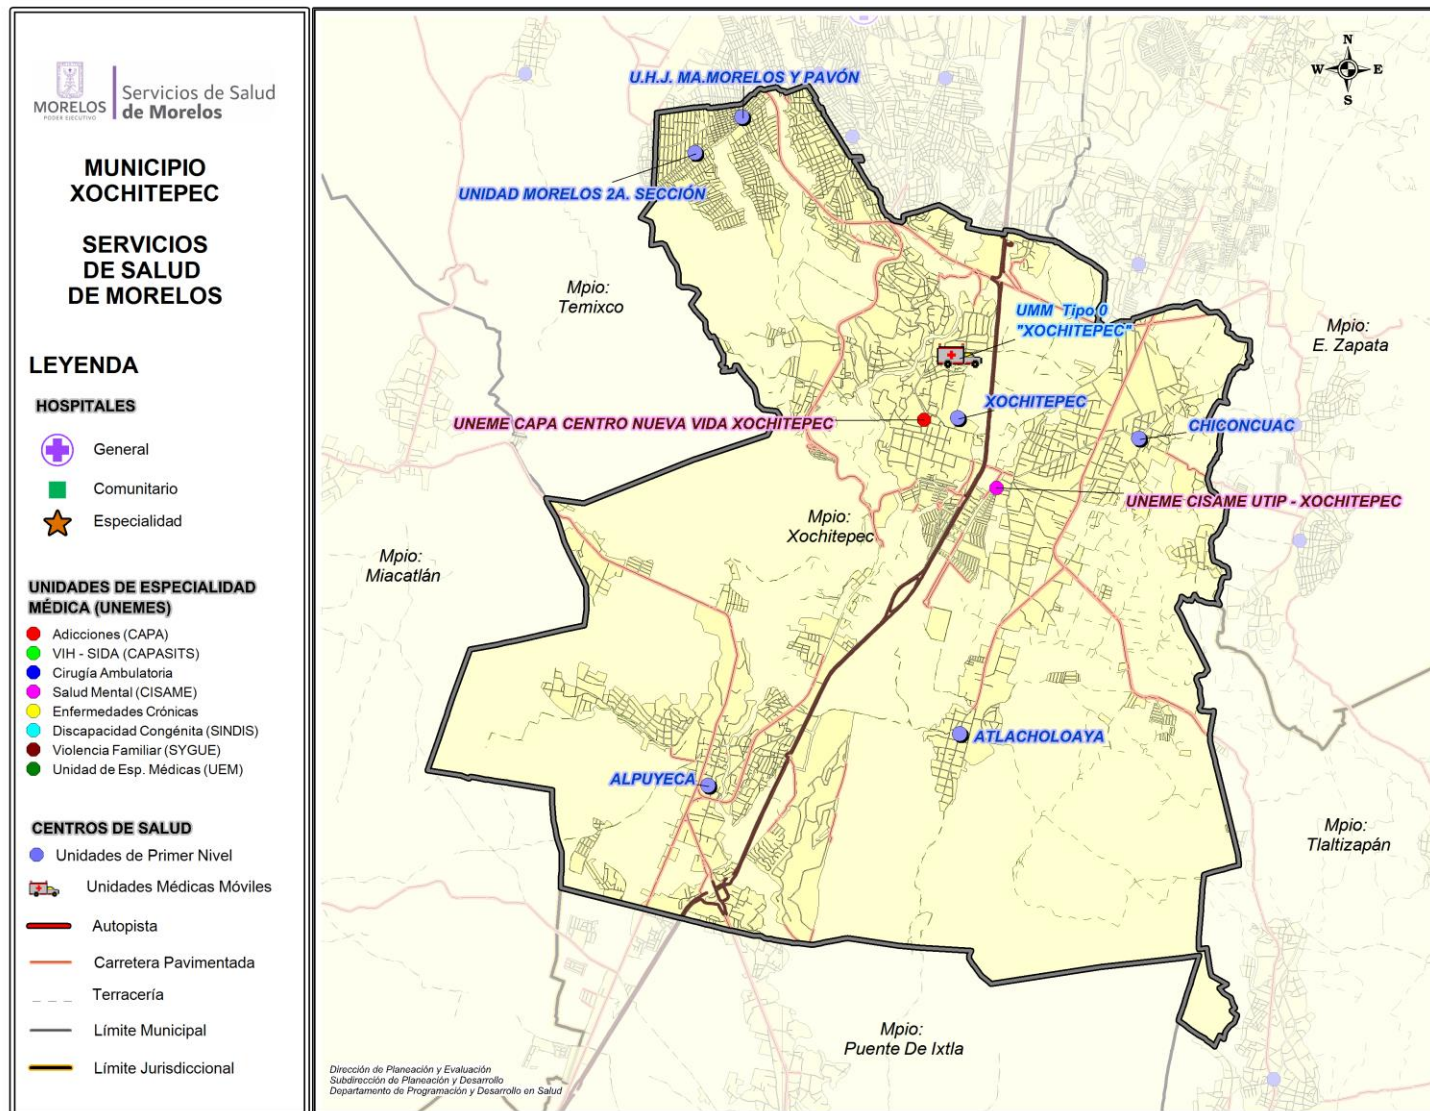 MORELOS
PODER EJECUTIVO
Servicios de Salud
de Morelos
MUNICIPIO
XOCHITEPEC
SERVICIOS
DE SALUD
DE MORELOS
LEYENDA
HOSPITALES
General
Comunitario
Especialidad
UNIDADES DE ESPECIALIDAD
MÉDICA (UNEMES)
Adicciones (CAPA)
VIH - SIDA (CAPASITS)
Cirugía Ambulatoria
Salud Mental (CISAME)
Enfermedades Crónicas
Discapacidad Congénita (SINDIS)
Violencia Familiar (SYGUE)
Unidad de Esp. Médicas (UEM)
CENTROS DE SALUD
Unidades de Primer Nivel
Unidades Médicas Móviles
Autopista
Carretera Pavimentada
Terracería
Límite Municipal
Límite Jurisdiccional
N
W
E
S
U.H.J. MA.MORELOS Y PAVÓN
UNIDAD MORELOS 2A. SECCIÓN
Mpio:
Temixco
UMM Tipo 0
"XOCHITEPEC"
Mpio:
E. Zapata
XOCHITEPEC
UNEME CAPA CENTRO NUEVA VIDA XOCHITEPEC
CHICONCUAC
UNEME CISAME UTIP - XOCHITEPEC
Mpio:
Xochitepec
Mpio:
Miacatlán
ATLACHOLOAYA
ALPUYECA
Mpio:
Tlaltizapán
Mpio:
Puente De Ixtla
Dirección de Planeación y Evaluación
Subdirección de Planeación y Desarrollo
Departamento de Programación y Desarrollo en Salud